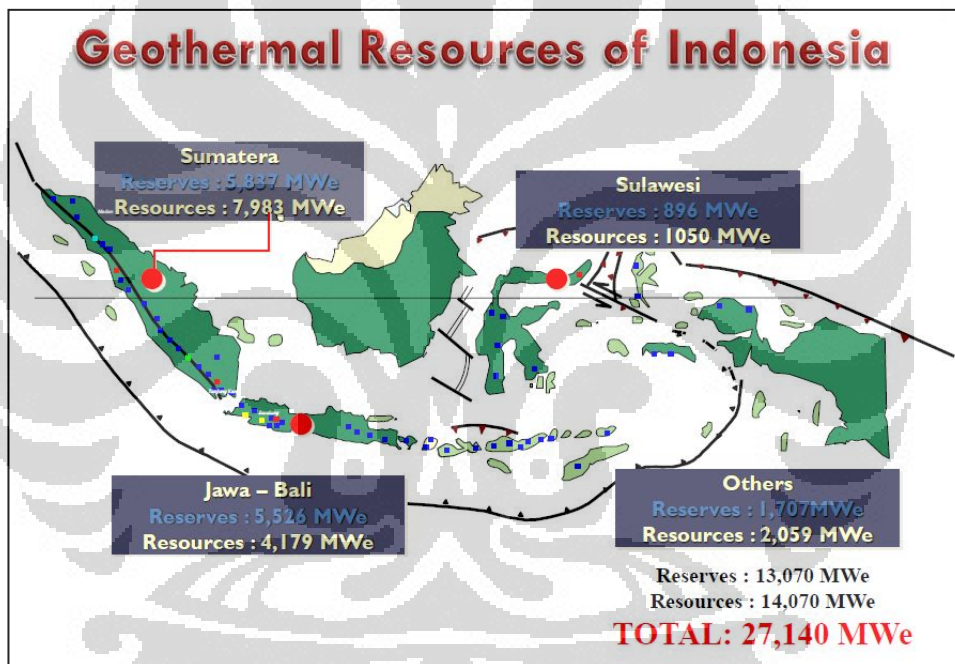 Geothermal Resources of Indonesia
Sumatera
Reserves : 5,837 MWe
Resources : 7,983 MWe
Sulawesi
Reserves : 896 MWe
Resources : 1050 MWe
Jawa – Bali
Reserves : 5,526 MWe
Resources : 4,179 MWe
Others
Reserves : 1,707MWe
Resources : 2,059 MWe
Reserves : 13,070 MWe
Resources : 14,070 MWe
TOTAL: 27,140 MWe